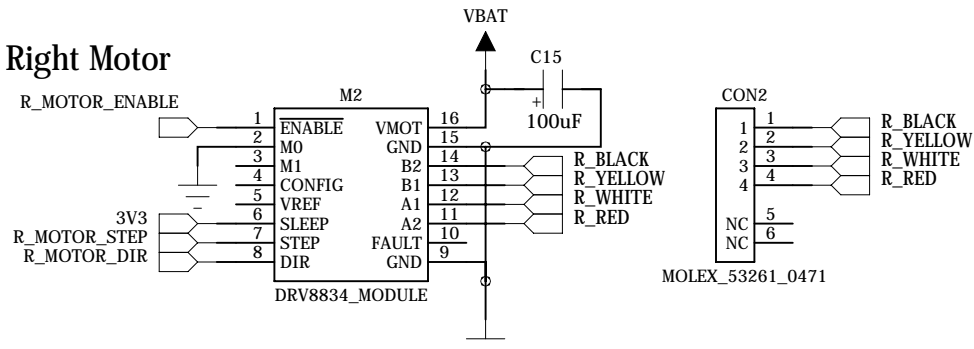 VBAT
Right Motor
C15
R_MOTOR_ENABLE
M2
CON2
+
100uF
1 ENABLE VMOT 16
2 M0 GND 15
3 M1 B2 14 R_BLACK
4 CONFIG B1 13 R_YELLOW
5 VREF A1 12 R_WHITE
3V3 6 SLEEP A2 11 R_RED
R_MOTOR_STEP 7 STEP FAULT 10
R_MOTOR_DIR 8 DIR GND 9
DRV8834_MODULE
1 1 R_BLACK
2 2 R_YELLOW
3 3 R_WHITE
4 4 R_RED
NC 5
NC 6
MOLEX_53261_0471